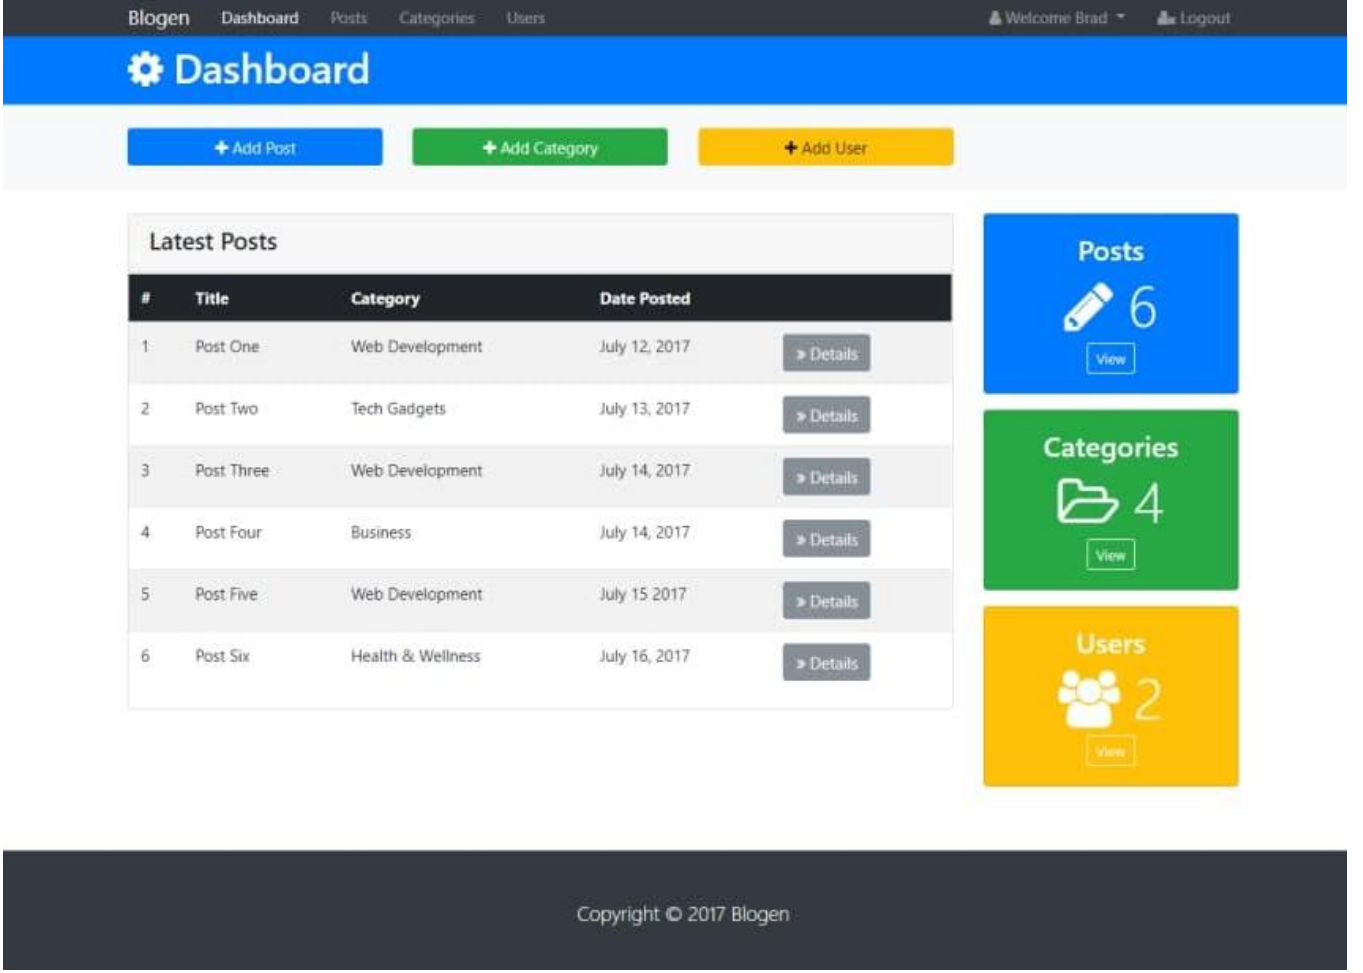 Blogen Dashboard Posts Categories Users Welcome Brad Logout
Dashboard
Add Post Add Category Add User
Latest Posts
# Title Category Date Posted
1 Post One Web Development July 12, 2017 » Details
2 Post Two Tech Gadgets July 13, 2017 » Details
3 Post Three Web Development July 14, 2017 » Details
4 Post Four Business July 14, 2017 » Details
5 Post Five Web Development July 15 2017 » Details
6 Post Six Health & Wellness July 16, 2017 » Details
Posts
6
View
Categories
4
View
Users
2
View
Copyright © 2017 Blogen